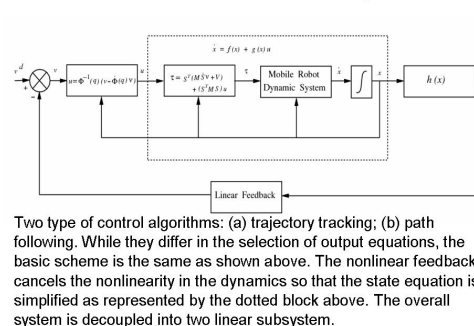 ẋ = f(x) + g(x)u
v^d
v
u=Φ^-1(q)(v-Φ̇(q)v)
u
τ= S^T(MṠv+V)
+(S^TMS)u
τ
Mobile Robot
Dynamic System
ẋ
∫
x
h(x)
+
−
Linear Feedback
Two type of control algorithms: (a) trajectory tracking; (b) path
following. While they differ in the selection of output equations, the
basic scheme is the same as shown above. The nonlinear feedback
cancels the nonlinearity in the dynamics so that the state equation is
simplified as represented by the dotted block above. The overall
system is decoupled into two linear subsystem.